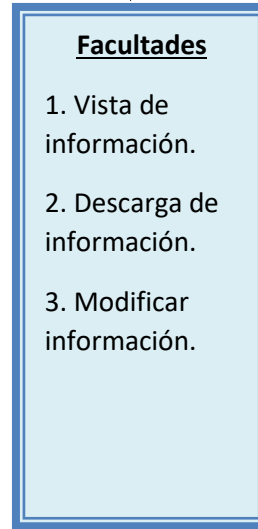 Facultades
1. Vista de
información.
2. Descarga de
información.
3. Modificar
información.